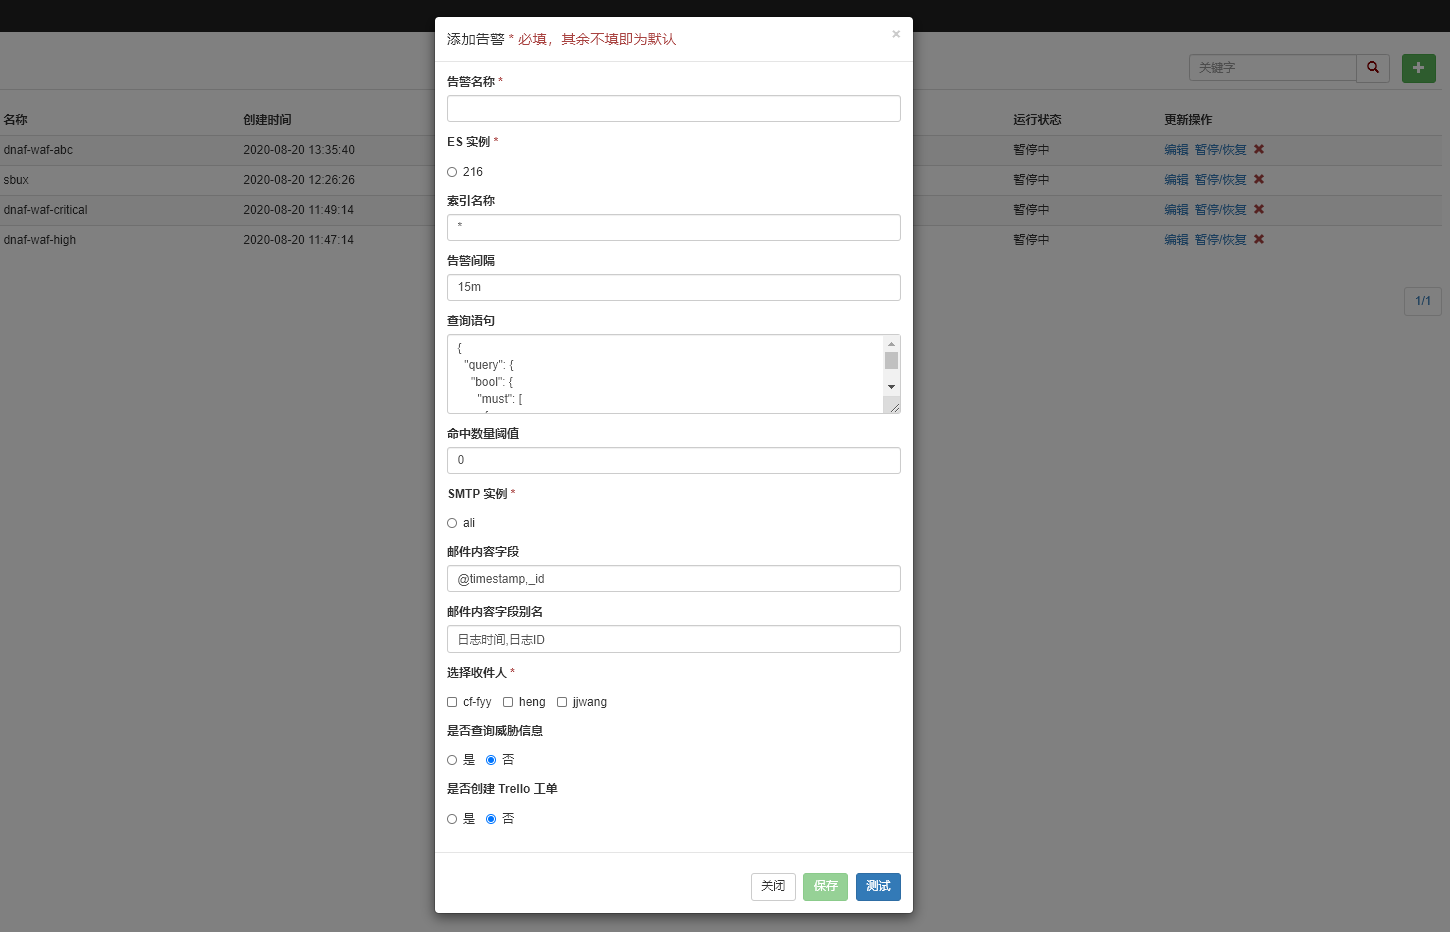 添加告警 * 必填，其余不填即为默认 ×
关键字
名称 创建时间 运行状态 更新操作
dnaf-waf-abc 2020-08-20 13:35:40 暂停中 编辑 暂停/恢复
sbux 2020-08-20 12:26:26 暂停中 编辑 暂停/恢复
dnaf-waf-critical 2020-08-20 11:49:14 暂停中 编辑 暂停/恢复
dnaf-waf-high 2020-08-20 11:47:14 暂停中 编辑 暂停/恢复
1/1
告警名称 *
ES 实例 *
216
索引名称
*
告警间隔
15m
查询语句
{
"query": {
"bool": {
"must": [
命中数量阈值
0
SMTP 实例 *
ali
邮件内容字段
@timestamp,_id
邮件内容字段别名
日志时间,日志ID
选择收件人 *
cf-fyy heng jjwang
是否查询威胁信息
是 否
是否创建 Trello 工单
是 否
关闭 保存 测试